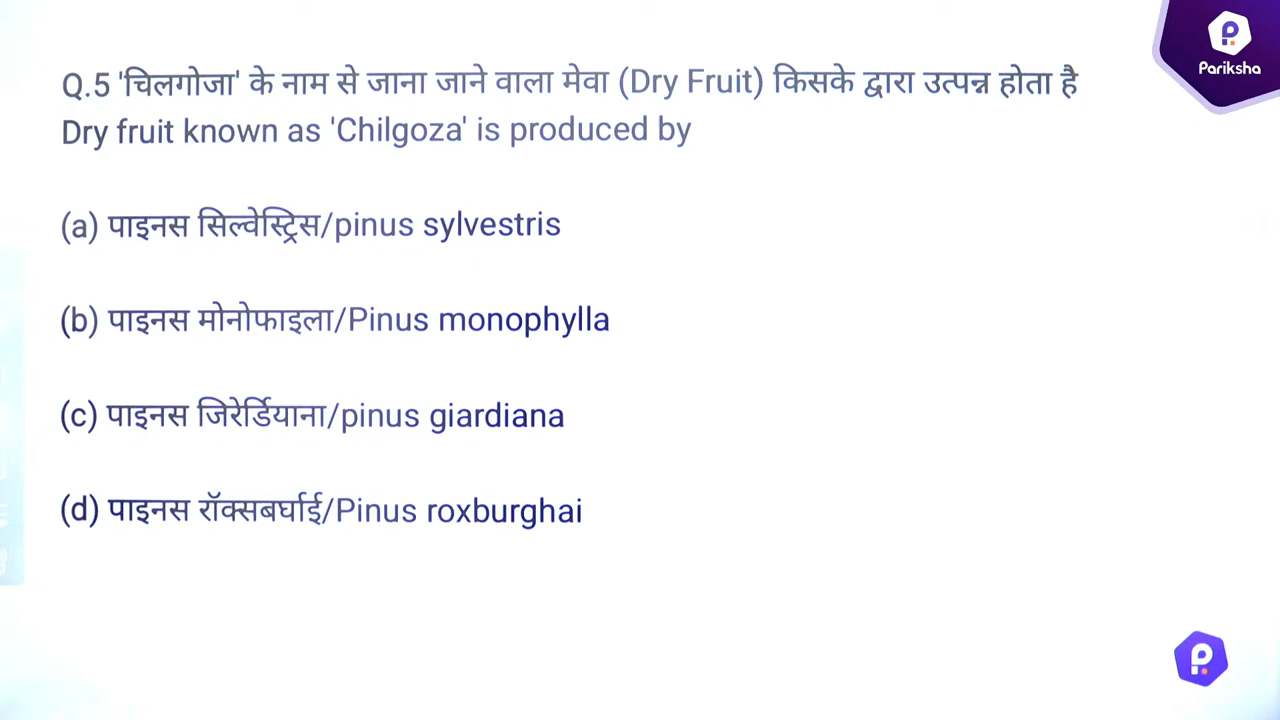 Pariksha
Q.5 'चिलगोजा' के नाम से जाना जाने वाला मेवा (Dry Fruit) किसके द्वारा उत्पन्न होता है
Dry fruit known as 'Chilgoza' is produced by
(a) पाइनस सिल्वेस्ट्रिस/pinus sylvestris
(b) पाइनस मोनोफाइला/Pinus monophylla
(c) पाइनस जिरेर्डियाना/pinus giardiana
(d) पाइनस रॉक्सबर्घाई/Pinus roxburghai